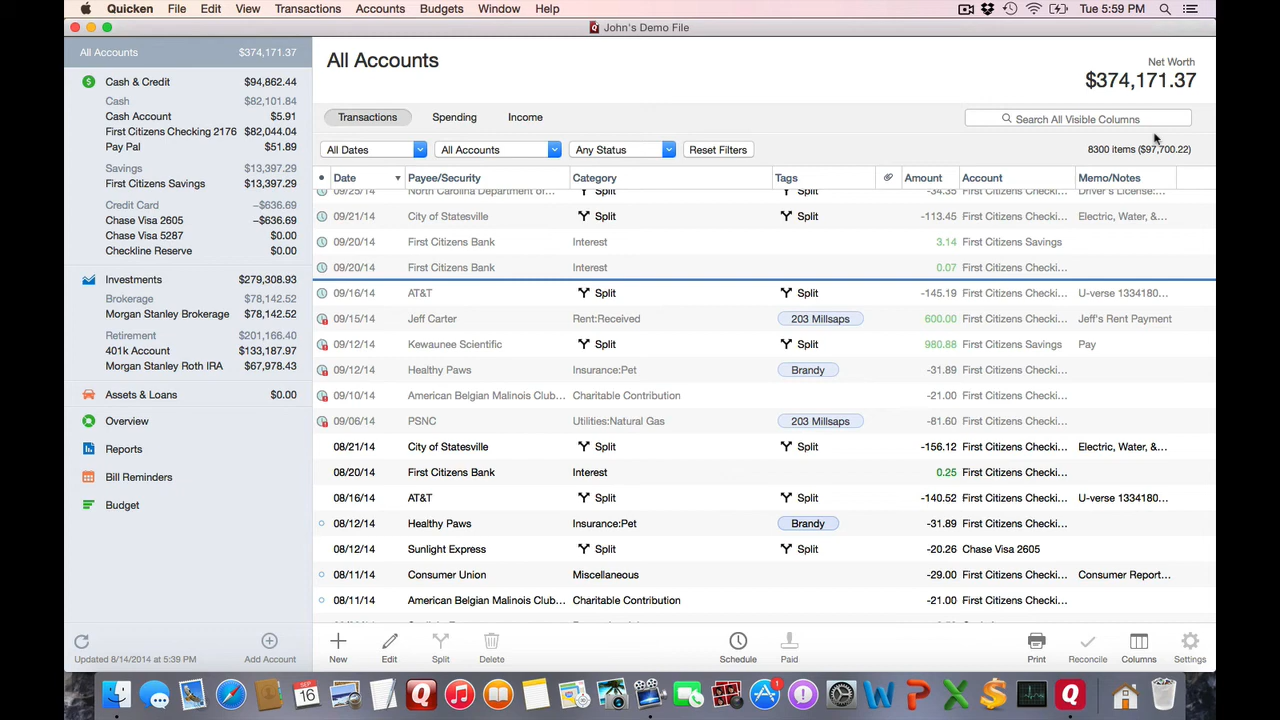 Quicken File Edit View Transactions Accounts Budgets Window Help Tue 5:59 PM
John's Demo File
All Accounts $374,171.37
Cash & Credit $94,862.44
Cash $82,101.84
Cash Account $5.91
First Citizens Checking 2176 $82,044.04
Pay Pal $51.89
Savings $13,397.29
First Citizens Savings $13,397.29
Credit Card −$636.69
Chase Visa 2605 −$636.69
Chase Visa 5287 $0.00
Checkline Reserve $0.00
Investments $279,308.93
Brokerage $78,142.52
Morgan Stanley Brokerage $78,142.52
Retirement $201,166.40
401k Account $133,187.97
Morgan Stanley Roth IRA $67,978.43
Assets & Loans $0.00
Overview
Reports
Bill Reminders
Budget
Updated 8/14/2014 at 5:39 PM
Add Account
All Accounts
Net Worth
$374,171.37
Transactions Spending Income
Search All Visible Columns
All Dates All Accounts Any Status Reset Filters
8300 items ($97,700.22)
Date Payee/Security Category Tags Amount Account Memo/Notes
09/25/14 North Carolina Department of... Split Split -34.35 First Citizens Checki... Driver's License:...
09/21/14 City of Statesville Split Split -113.45 First Citizens Checki... Electric, Water, &...
09/20/14 First Citizens Bank Interest 3.14 First Citizens Savings
09/20/14 First Citizens Bank Interest 0.07 First Citizens Checki...
09/16/14 AT&T Split Split -145.19 First Citizens Checki... U-verse 1334180...
09/15/14 Jeff Carter Rent:Received 203 Millsaps 600.00 First Citizens Checki... Jeff's Rent Payment
09/12/14 Kewaunee Scientific Split Split 980.88 First Citizens Savings Pay
09/12/14 Healthy Paws Insurance:Pet Brandy -31.89 First Citizens Checki...
09/10/14 American Belgian Malinois Club... Charitable Contribution -21.00 First Citizens Checki...
09/06/14 PSNC Utilities:Natural Gas 203 Millsaps -81.60 First Citizens Checki...
08/21/14 City of Statesville Split Split -156.12 First Citizens Checki... Electric, Water, &...
08/20/14 First Citizens Bank Interest 0.25 First Citizens Checki...
08/16/14 AT&T Split Split -140.52 First Citizens Checki... U-verse 1334180...
08/12/14 Healthy Paws Insurance:Pet Brandy -31.89 First Citizens Checki...
08/12/14 Sunlight Express Split Split -20.26 Chase Visa 2605
08/11/14 Consumer Union Miscellaneous -29.00 First Citizens Checki... Consumer Report...
08/11/14 American Belgian Malinois Club... Charitable Contribution -21.00 First Citizens Checki...
New Edit Split Delete Schedule Paid Print Reconcile Columns Settings
SEP
16
1